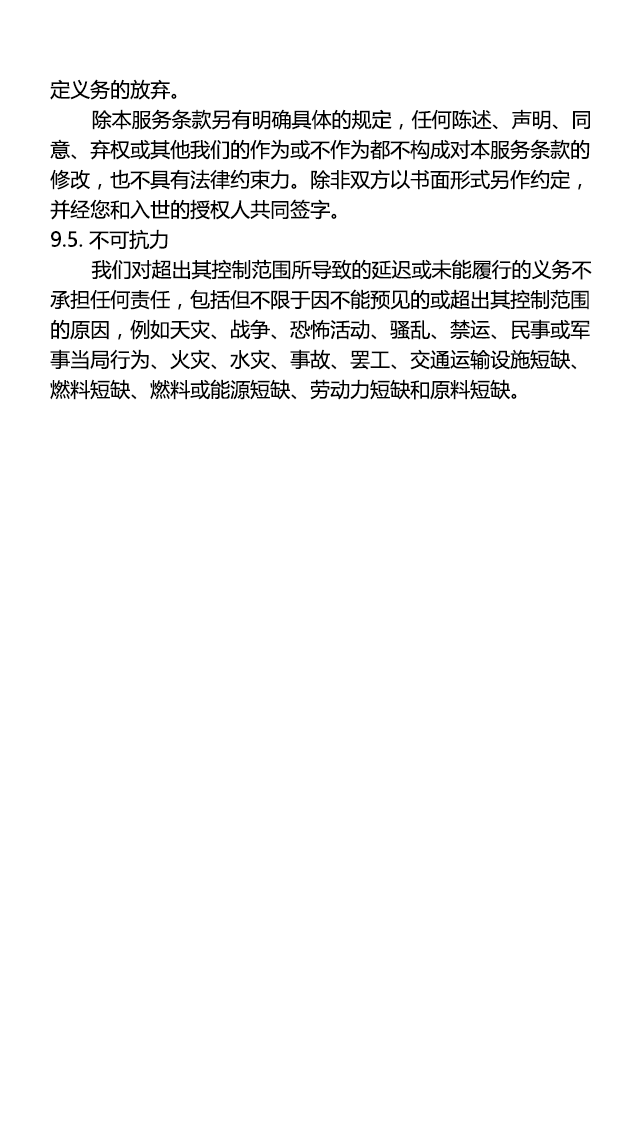 定义务的放弃。
除本服务条款另有明确具体的规定，任何陈述、声明、同
意、弃权或其他我们的作为或不作为都不构成对本服务条款的
修改，也不具有法律约束力。除非双方以书面形式另作约定，
并经您和入世的授权人共同签字。
9.5. 不可抗力
我们对超出其控制范围所导致的延迟或未能履行的义务不
承担任何责任，包括但不限于因不能预见的或超出其控制范围
的原因，例如天灾、战争、恐怖活动、骚乱、禁运、民事或军
事当局行为、火灾、水灾、事故、罢工、交通运输设施短缺、
燃料短缺、燃料或能源短缺、劳动力短缺和原料短缺。